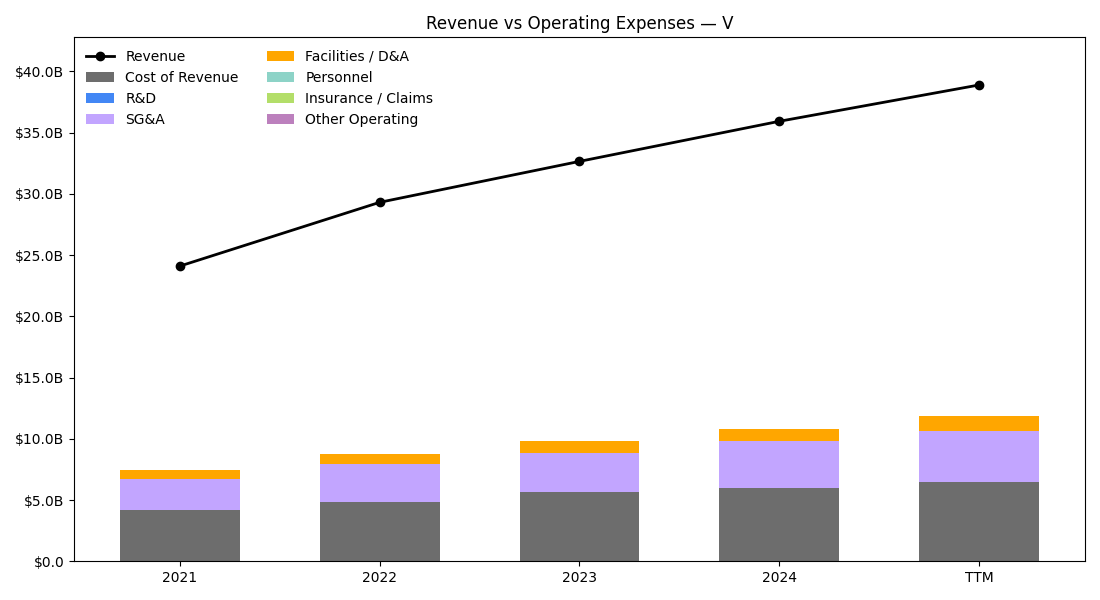 Revenue vs Operating Expenses — V
Revenue
Cost of Revenue
R&D
SG&A
Facilities / D&A
Personnel
Insurance / Claims
Other Operating
$40.0B
$35.0B
$30.0B
$25.0B
$20.0B
$15.0B
$10.0B
$5.0B
$0.0
2021 2022 2023 2024 TTM